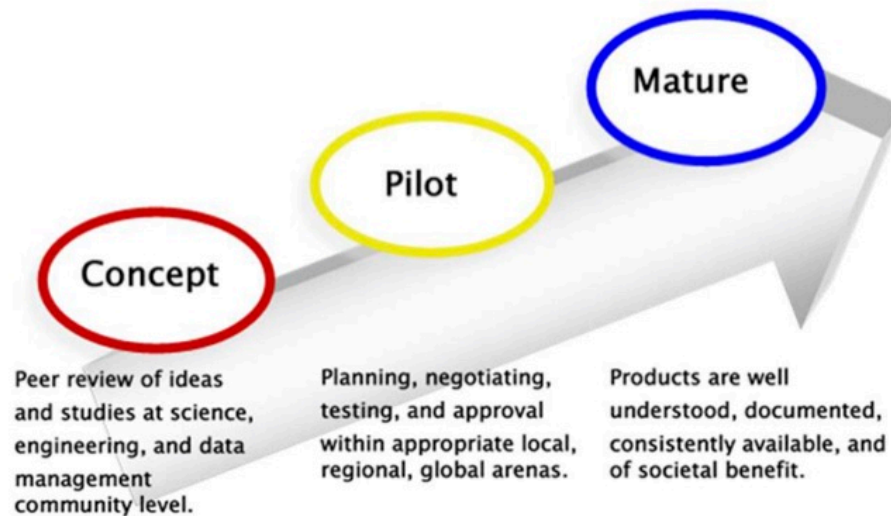 Mature
Pilot
Concept
Peer review of ideas
and studies at science,
engineering, and data
management
community level.
Planning, negotiating,
testing, and approval
within appropriate local,
regional, global arenas.
Products are well
understood, documented,
consistently available, and
of societal benefit.